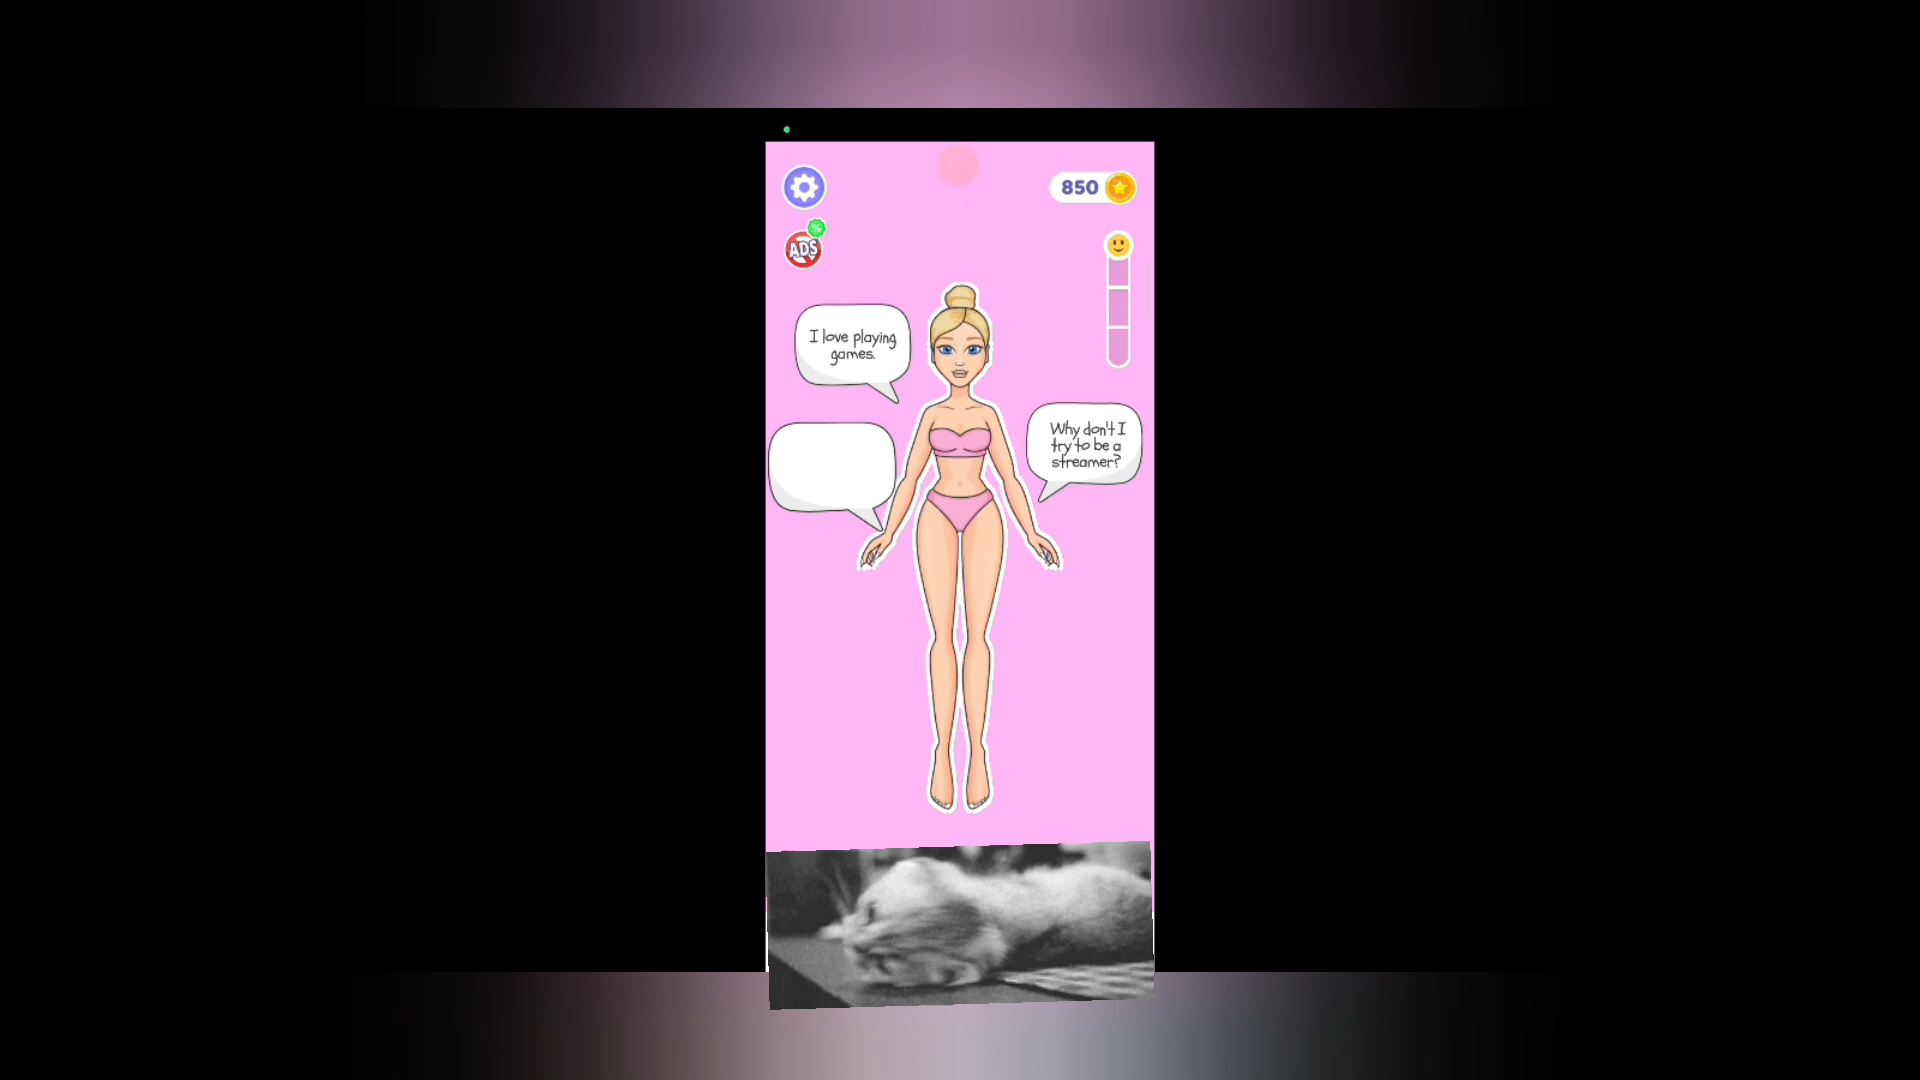 850
ADS
I love playing
games.
Why don't I
try to be a
streamer?